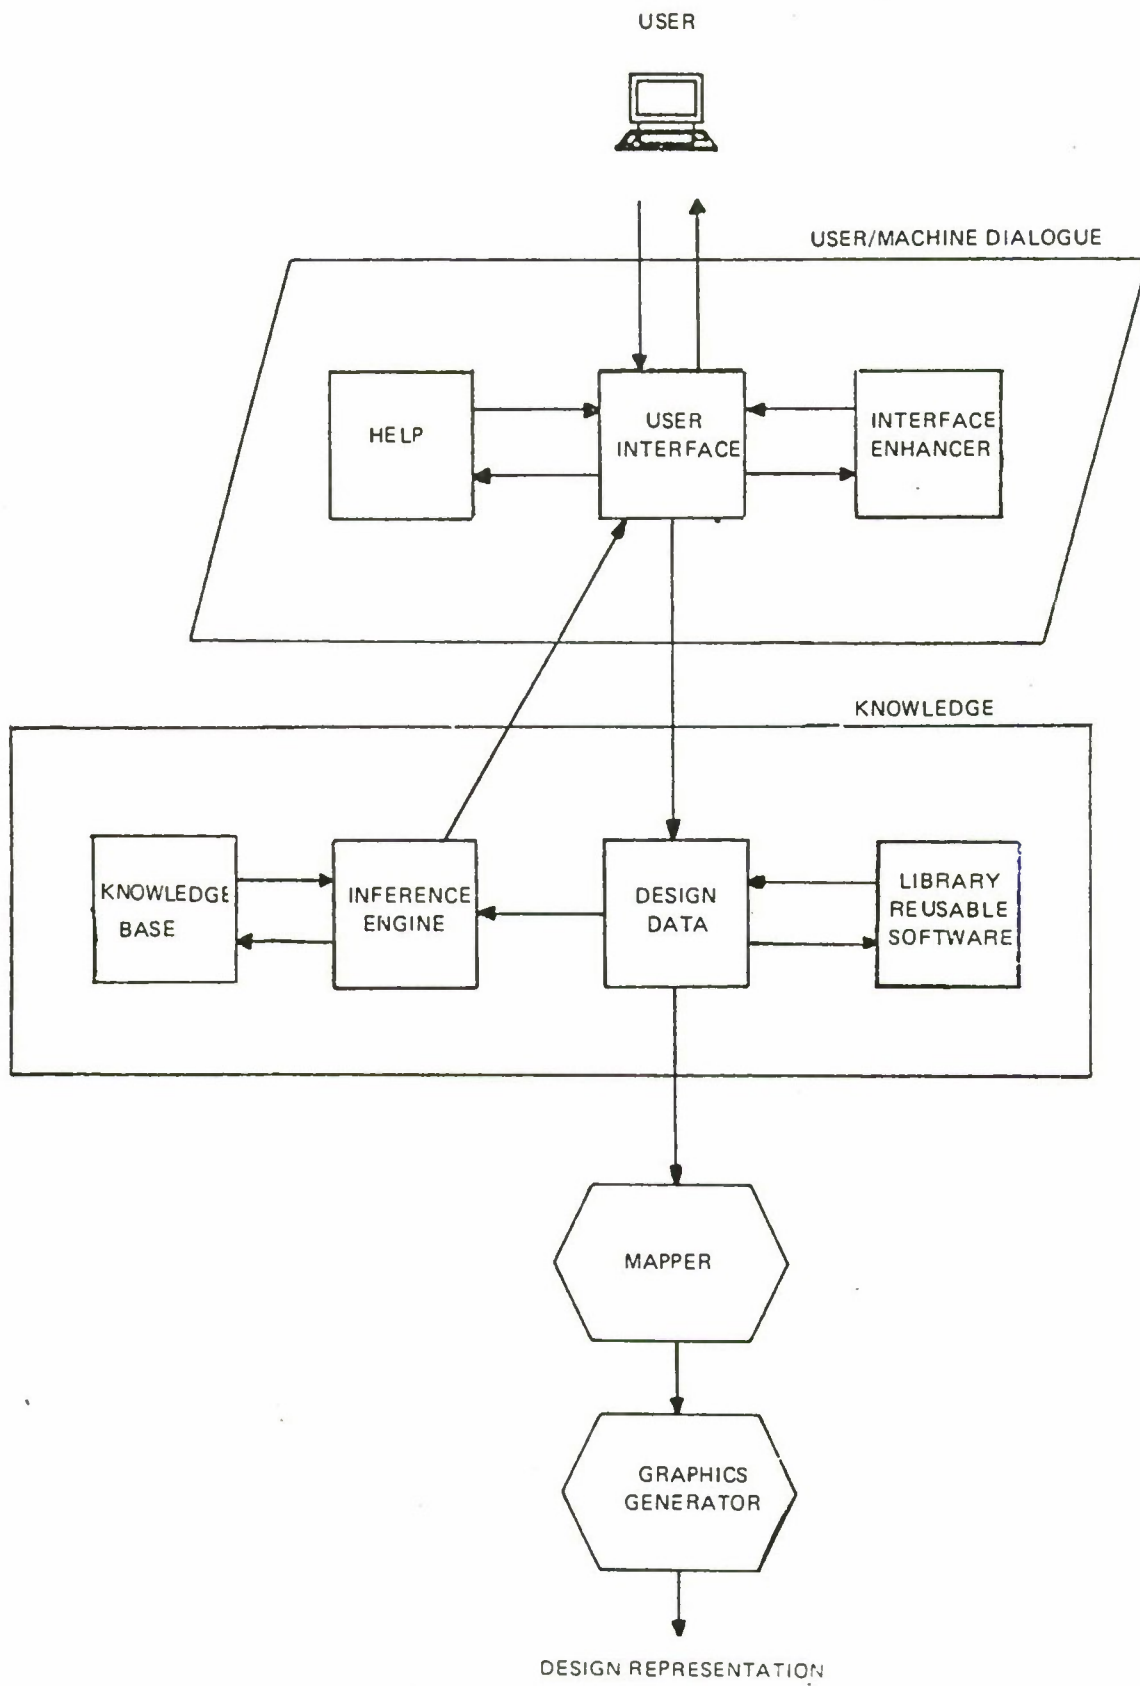 USER
USER/MACHINE DIALOGUE
HELP
USER
INTERFACE
INTERFACE
ENHANCER
KNOWLEDGE
KNOWLEDGE
BASE
INFERENCE
ENGINE
DESIGN
DATA
LIBRARY
REUSABLE
SOFTWARE
MAPPER
GRAPHICS
GENERATOR
DESIGN REPRESENTATION